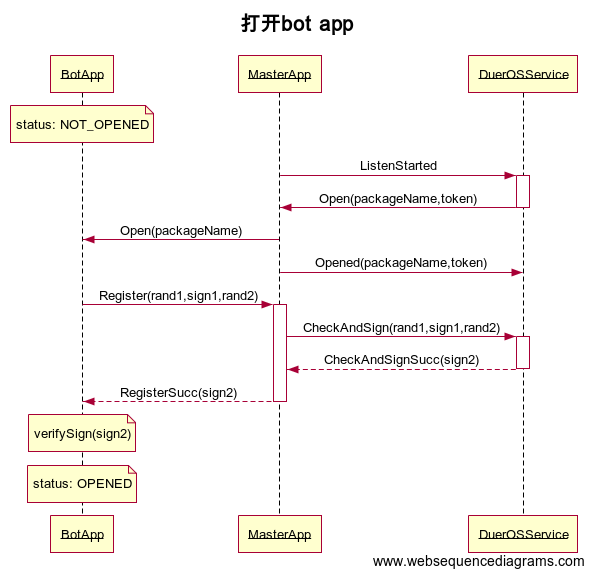 打开bot app
BotApp
MasterApp
DuerOSService
status: NOT_OPENED
ListenStarted
Open(packageName,token)
Open(packageName)
Opened(packageName,token)
Register(rand1,sign1,rand2)
CheckAndSign(rand1,sign1,rand2)
CheckAndSignSucc(sign2)
RegisterSucc(sign2)
verifySign(sign2)
status: OPENED
BotApp
MasterApp
DuerOSService
www.websequencediagrams.com